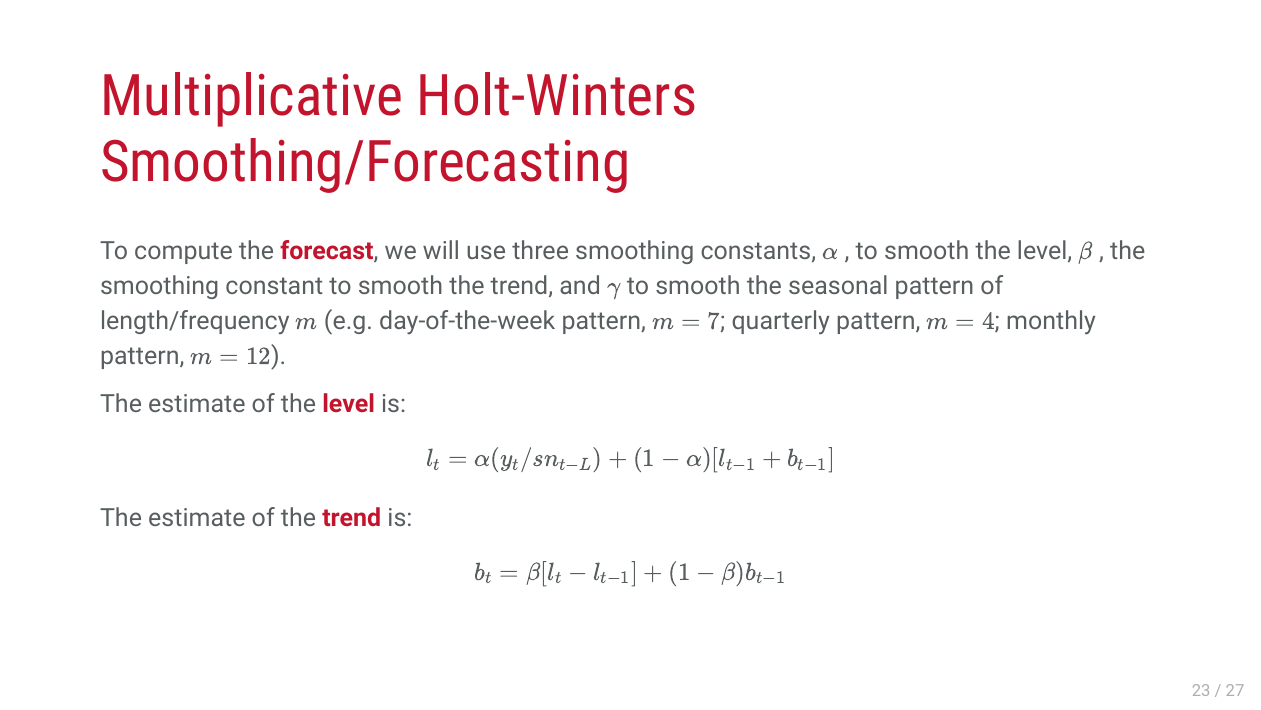 Multiplicative Holt-Winters
Smoothing/Forecasting
To compute the forecast, we will use three smoothing constants, α , to smooth the level, β , the
smoothing constant to smooth the trend, and γ to smooth the seasonal pattern of
length/frequency m (e.g. day-of-the-week pattern, m = 7; quarterly pattern, m = 4; monthly
pattern, m = 12).
The estimate of the level is:
l_t = α(y_t/sn_{t−L}) + (1 − α)[l_{t−1} + b_{t−1}]
The estimate of the trend is:
b_t = β[l_t − l_{t−1}] + (1 − β)b_{t−1}
23 / 27